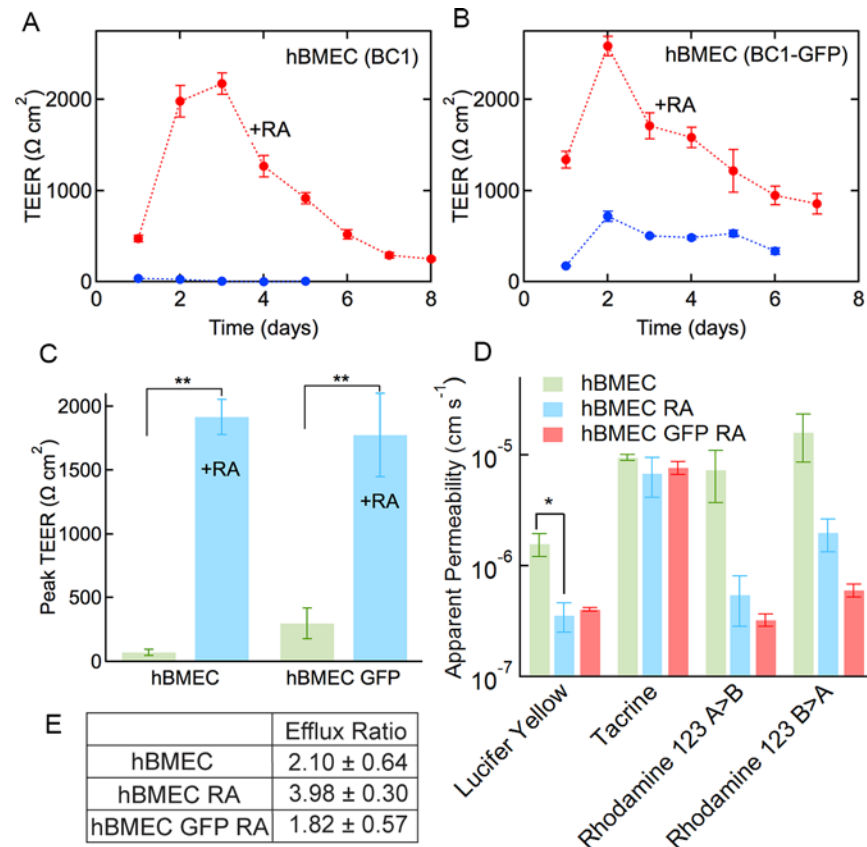 A
hBMEC (BC1)
+RA
TEER (Ω cm²)
2000
1000
0
0 2 4 6 8
Time (days)
B
hBMEC (BC1-GFP)
+RA
TEER (Ω cm²)
2000
1000
0
0 2 4 6 8
Time (days)
C
** **
Peak TEER (Ω cm²)
2000
1500
1000
500
0
+RA +RA
hBMEC hBMEC GFP
D
hBMEC
hBMEC RA
hBMEC GFP RA
*
Apparent Permeability (cm s⁻¹)
10⁻⁵
10⁻⁶
10⁻⁷
Lucifer Yellow
Tacrine
Rhodamine 123 A>B
Rhodamine 123 B>A
E
Efflux Ratio
hBMEC 2.10 ± 0.64
hBMEC RA 3.98 ± 0.30
hBMEC GFP RA 1.82 ± 0.57